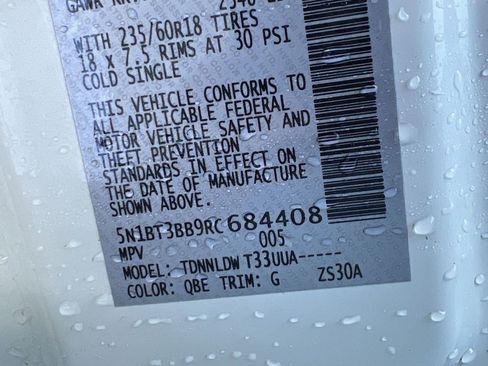 WITH 235/60R18 TIRES
18 x 7.5 RIMS AT 30 PSI
COLD SINGLE
THIS VEHICLE CONFORMS TO
ALL APPLICABLE FEDERAL
MOTOR VEHICLE SAFETY AND
THEFT PREVENTION
STANDARDS IN EFFECT ON
THE DATE OF MANUFACTURE
SHOWN ABOVE.
5N1BT3BB9RC684408
MPV 005
MODEL: TDNNLDW T33UUA-----
COLOR: QBE TRIM: G ZS30A